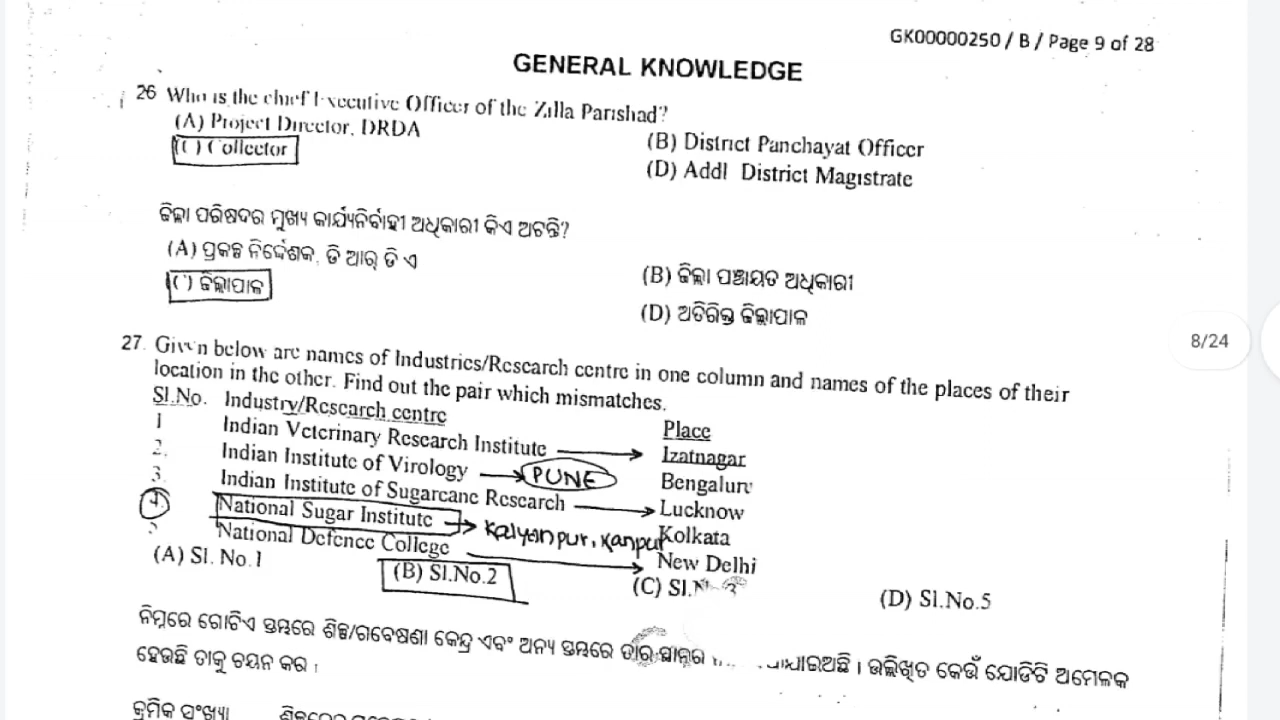 GK00000250 / B / Page 9 of 28
GENERAL KNOWLEDGE
26 Who is the chief Executive Officer of the Zilla Parishad?
(A) Project Director, DRDA
(B) District Panchayat Officer
(C) Collector
(D) Addl District Magistrate
ଜିଲ୍ଲା ପରିଷଦର ମୁଖ୍ୟ କାର୍ଯ୍ୟନିର୍ବାହୀ ଅଧିକାରୀ କିଏ ଅଟନ୍ତି?
(A) ପ୍ରକଳ୍ପ ନିର୍ଦ୍ଦେଶକ, ଡି ଆର୍ ଡି ଏ
(B) ଜିଲ୍ଲା ପଞ୍ଚାୟତ ଅଧିକାରୀ
(C) ଜିଲ୍ଲାପାଳ
(D) ଅତିରିକ୍ତ ଜିଲ୍ଲାପାଳ
8/24
27. Given below are names of Industries/Research centre in one column and names of the places of their
location in the other. Find out the pair which mismatches.
Sl.No. Industry/Research centre Place
1 Indian Veterinary Research Institute Izatnagar
2. Indian Institute of Virology PUNE Bengaluru
3. Indian Institute of Sugarcane Research Lucknow
4. National Sugar Institute Kalyanpur, Kanpur Kolkata
National Defence College New Delhi
(A) Sl. No.1 (B) Sl.No.2 (C) Sl.No.3 (D) Sl.No.5
ନିମ୍ନରେ ଗୋଟିଏ ସ୍ତମ୍ଭରେ ଶିଳ୍ପ/ଗବେଷଣା କେନ୍ଦ୍ର ଏବଂ ଅନ୍ୟ ସ୍ତମ୍ଭରେ ତାର ସ୍ଥାନର ଉଲ୍ଲିଖିତ କେଉଁ ଯୋଡିଟି ଅମେଳକ
ହେଉଛି ତାକୁ ଚୟନ କର ।
କ୍ରମିକ ସଂଖ୍ୟା